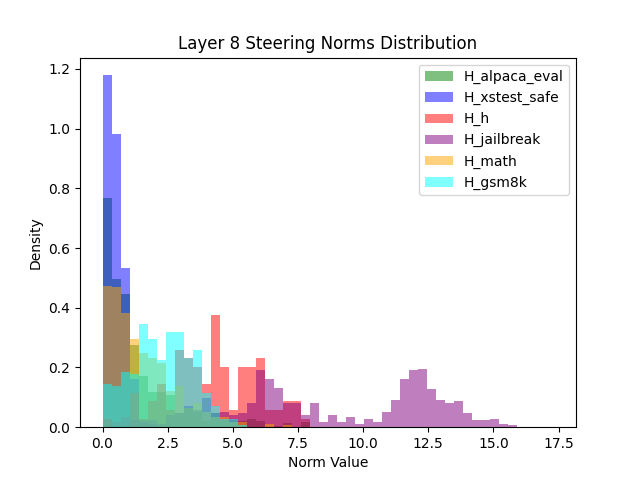 Layer 8 Steering Norms Distribution
H_alpaca_eval
H_xstest_safe
H_h
H_jailbreak
H_math
H_gsm8k
1.2
1.0
0.8
0.6
0.4
0.2
0.0
Density
0.0 2.5 5.0 7.5 10.0 12.5 15.0 17.5
Norm Value